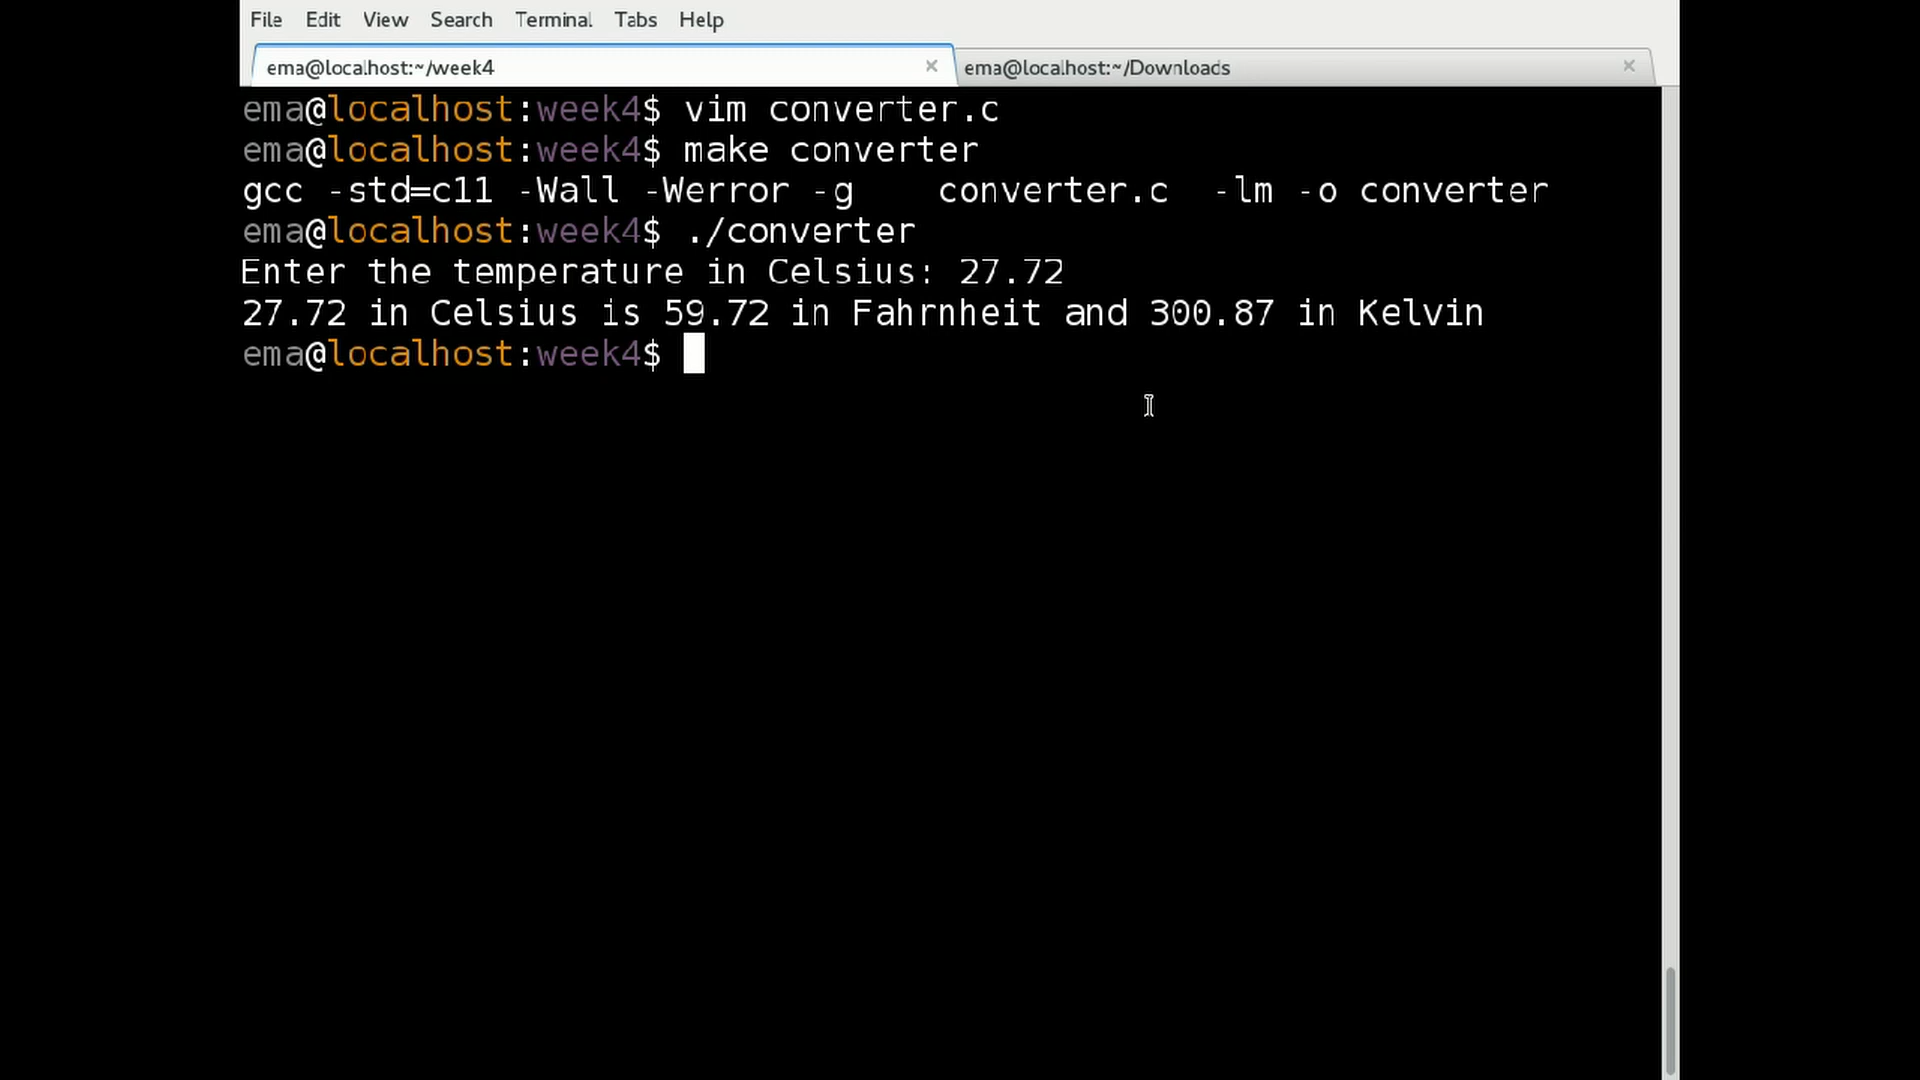 File Edit View Search Terminal Tabs Help
ema@localhost:~/week4 × ema@localhost:~/Downloads ×
ema@localhost:week4$ vim converter.c
ema@localhost:week4$ make converter
gcc -std=c11 -Wall -Werror -g    converter.c  -lm -o converter
ema@localhost:week4$ ./converter
Enter the temperature in Celsius: 27.72
27.72 in Celsius is 59.72 in Fahrnheit and 300.87 in Kelvin
ema@localhost:week4$